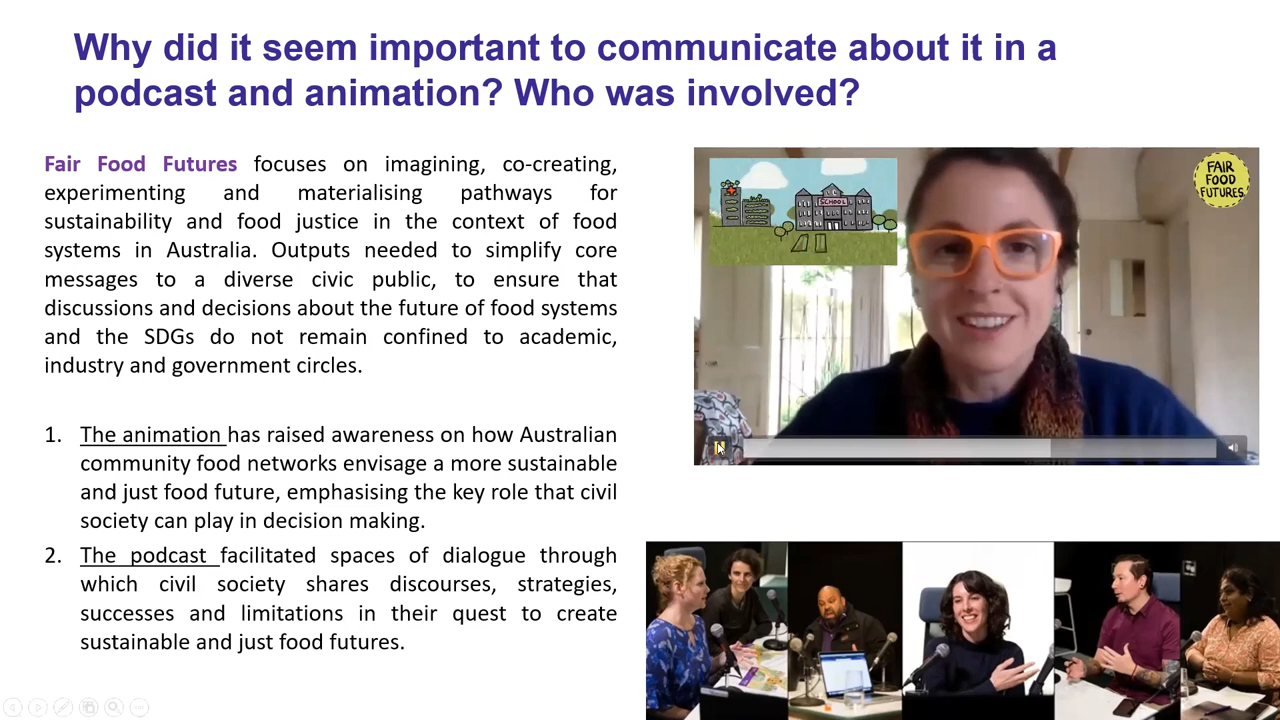 Why did it seem important to communicate about it in a
podcast and animation? Who was involved?
Fair Food Futures focuses on imagining, co-creating,
experimenting and materialising pathways for
sustainability and food justice in the context of food
systems in Australia. Outputs needed to simplify core
messages to a diverse civic public, to ensure that
discussions and decisions about the future of food systems
and the SDGs do not remain confined to academic,
industry and government circles.
1. The animation has raised awareness on how Australian
community food networks envisage a more sustainable
and just food future, emphasising the key role that civil
society can play in decision making.
2. The podcast facilitated spaces of dialogue through
which civil society shares discourses, strategies,
successes and limitations in their quest to create
sustainable and just food futures.
SCHOOL
FAIR
FOOD
FUTURES